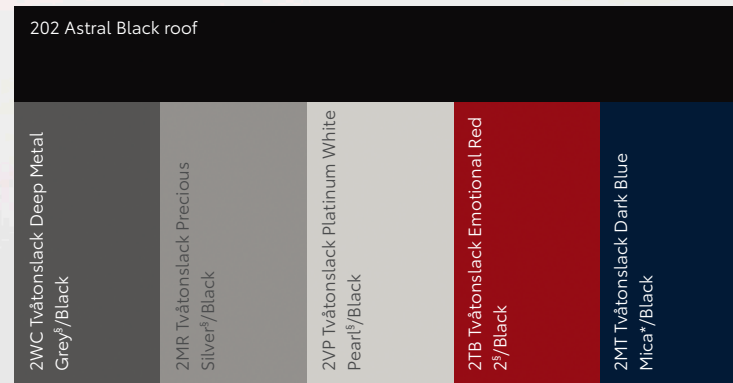 202 Astral Black roof
2WC Tvåtonslack Deep Metal
Grey§/Black
2MR Tvåtonslack Precious
Silver§/Black
2VP Tvåtonslack Platinum White
Pearl§/Black
2TB Tvåtonslack Emotional Red
2§/Black
2MT Tvåtonslack Dark Blue
Mica*/Black